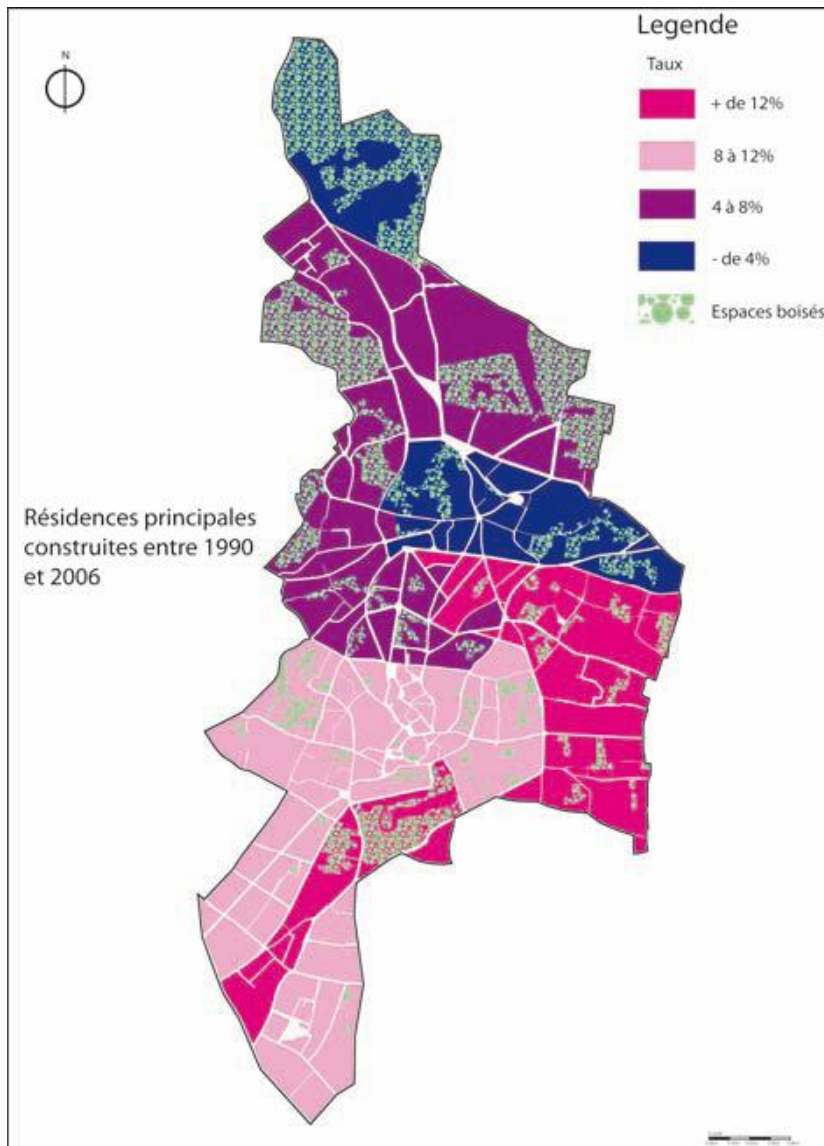 Legende
N
Taux
+ de 12%
8 à 12%
4 à 8%
- de 4%
Espaces boisés
Résidences principales
construites entre 1990
et 2006